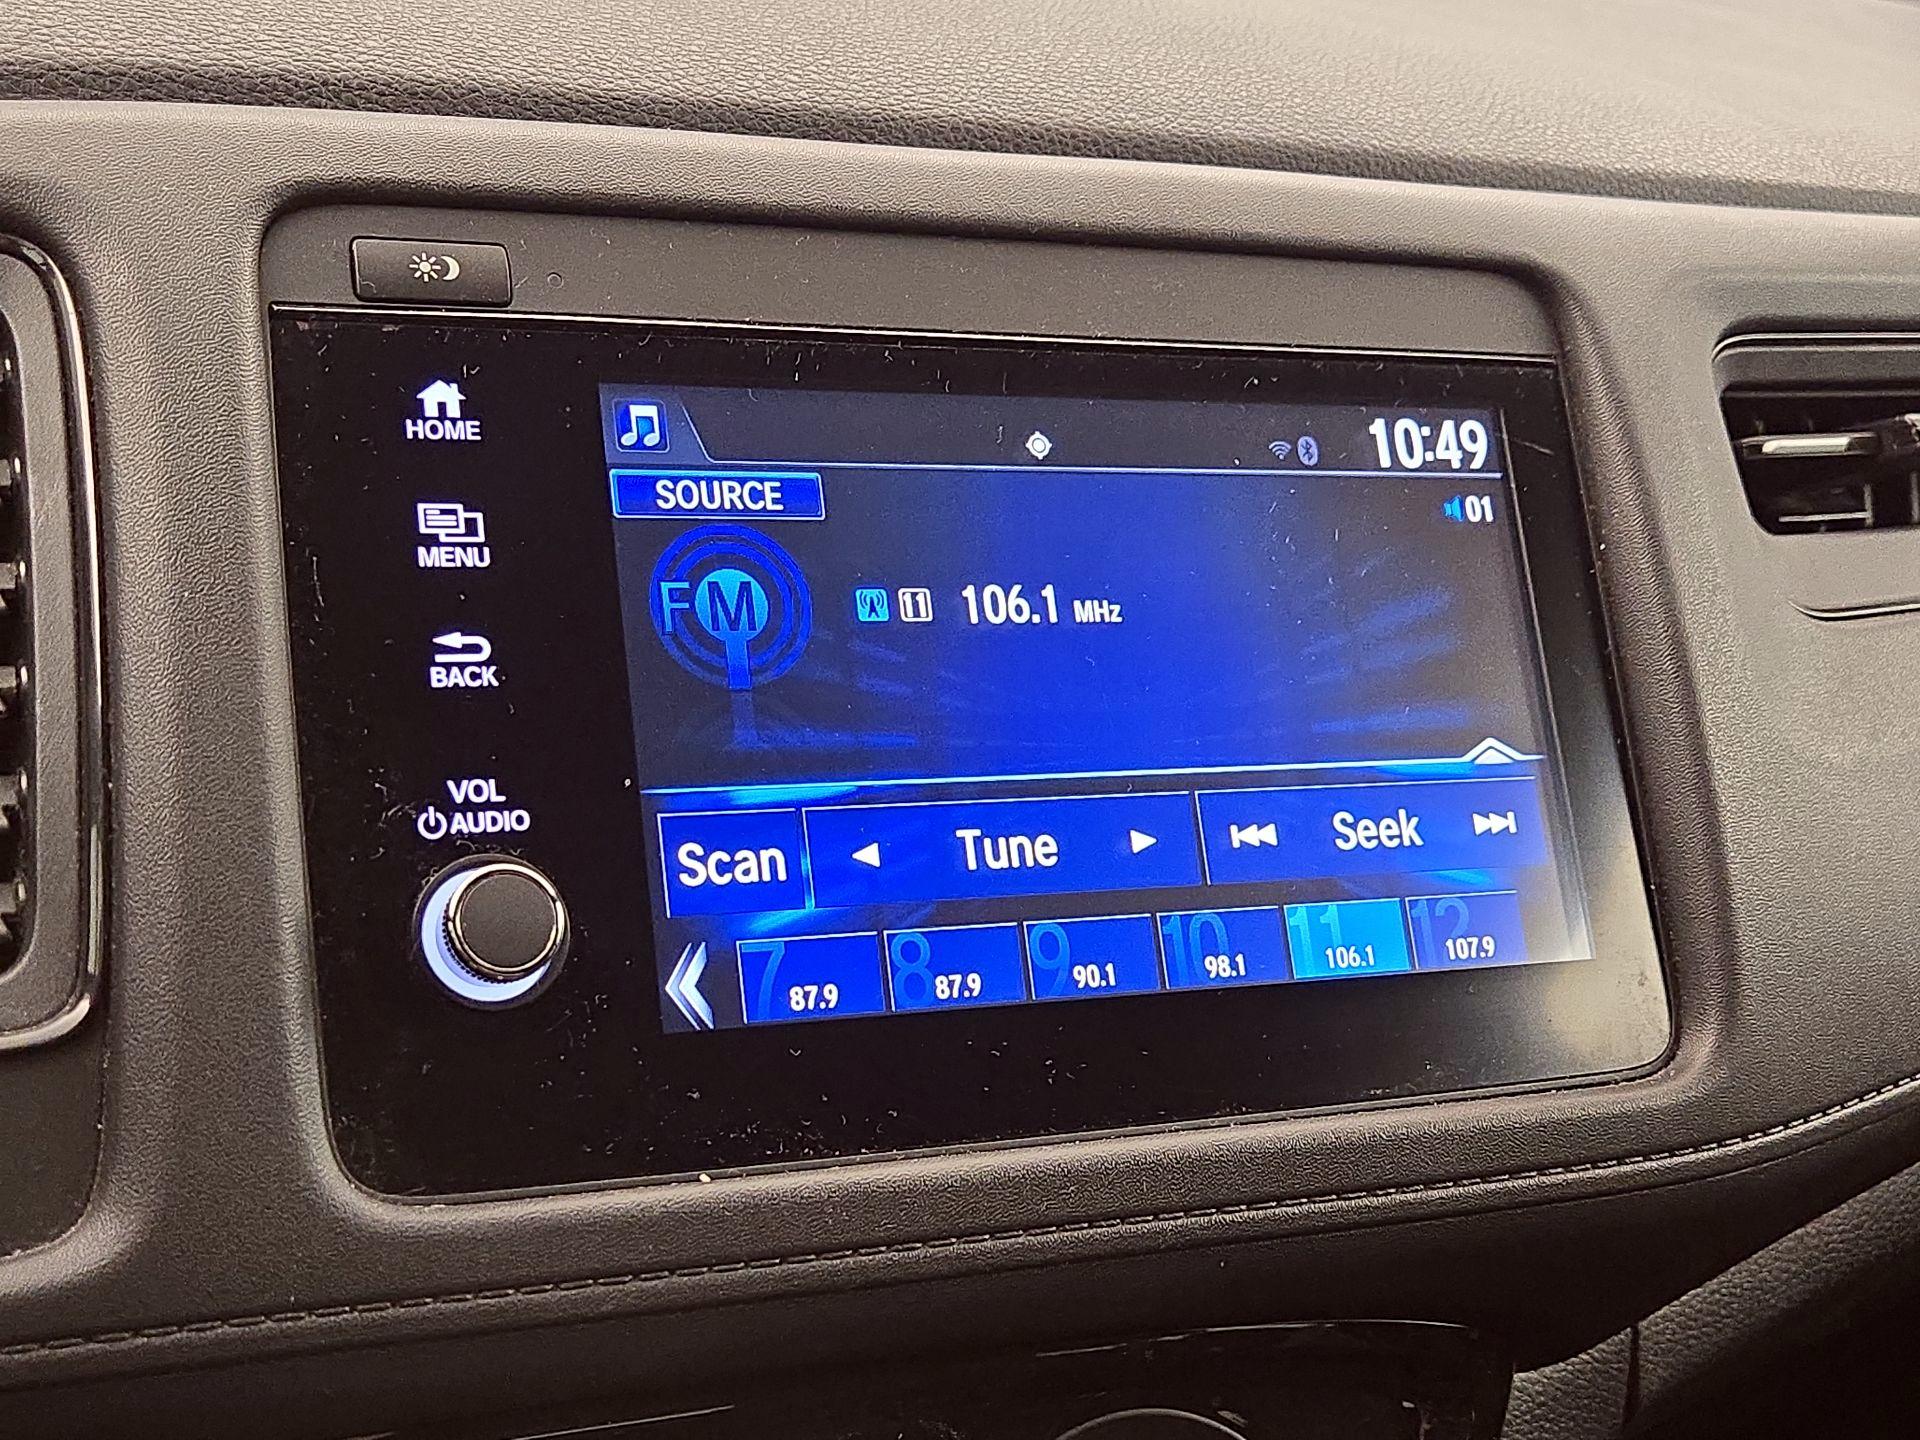 HOME
MENU
BACK
VOL
AUDIO
10:49
SOURCE
01
FM
11 106.1 MHz
Scan
Tune
Seek
7 87.9
8 87.9
9 90.1
10 98.1
11 106.1
12 107.9